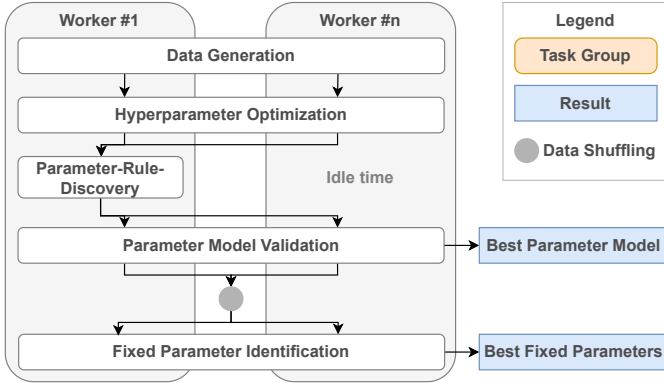 Worker #1
Worker #n
Data Generation
Hyperparameter Optimization
Parameter-Rule-
Discovery
Idle time
Parameter Model Validation
Best Parameter Model
Fixed Parameter Identification
Best Fixed Parameters
Legend
Task Group
Result
Data Shuffling